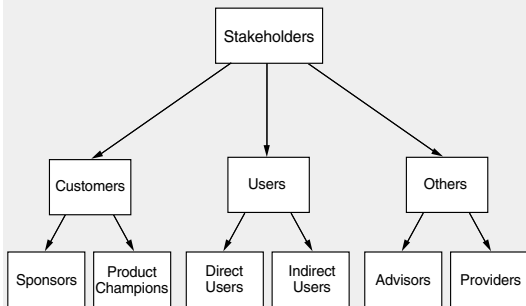 Stakeholders
Customers
Users
Others
Sponsors
Product
Champions
Direct
Users
Indirect
Users
Advisors
Providers